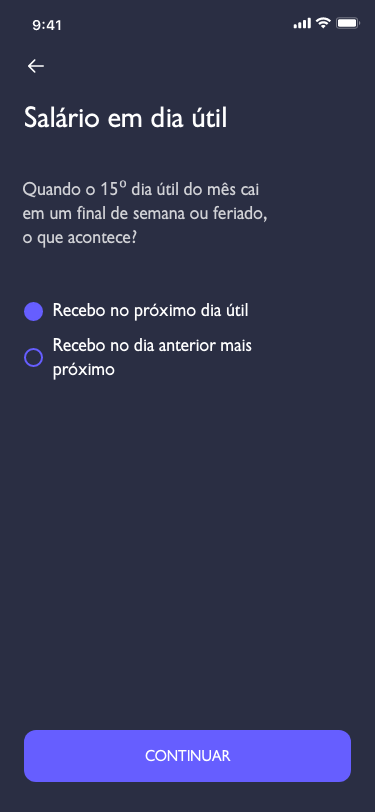 9:41
Salário em dia útil
Quando o 15º dia útil do mês cai
em um final de semana ou feriado,
o que acontece?
Recebo no próximo dia útil
Recebo no dia anterior mais
próximo
CONTINUAR